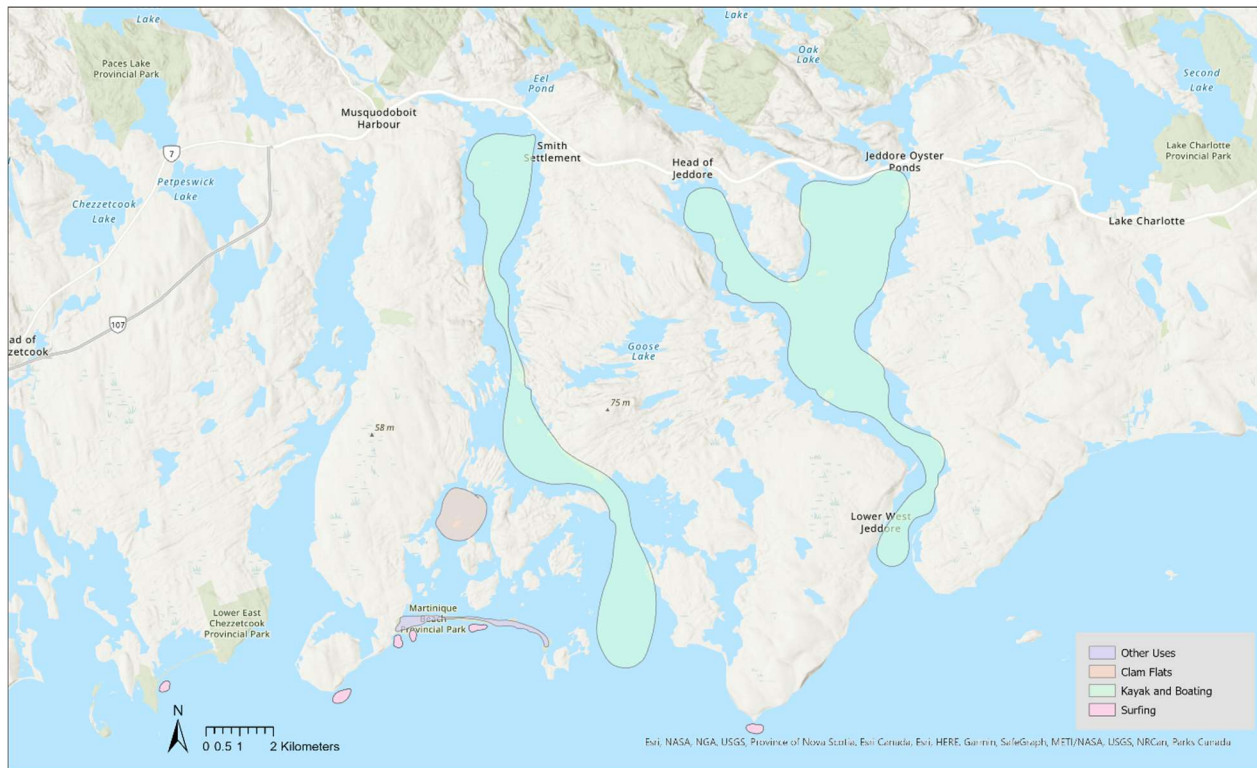 Lake
Lake
Paces Lake
Provincial Park
Oak
Lake
Second
Lake
Eel
Pond
Musquodoboit
Harbour
7
Smith
Settlement
Head of
Jeddore
Jeddore Oyster
Ponds
Lake Charlotte
Provincial Park
Petpeswick
Lake
Chezzetcook
Lake
Lake Charlotte
107
ad of
zetcook
Goose
Lake
75 m
58 m
Lower West
Jeddore
Lower East
Chezzetcook
Provincial Park
Martinique
Beach
Provincial Park
Other Uses
Clam Flats
Kayak and Boating
Surfing
N
0 0.5 1 2 Kilometers
Esri, NASA, NGA, USGS, Province of Nova Scotia, Esri Canada, Esri, HERE, Garmin, SafeGraph, METI/NASA, USGS, NRCan, Parks Canada